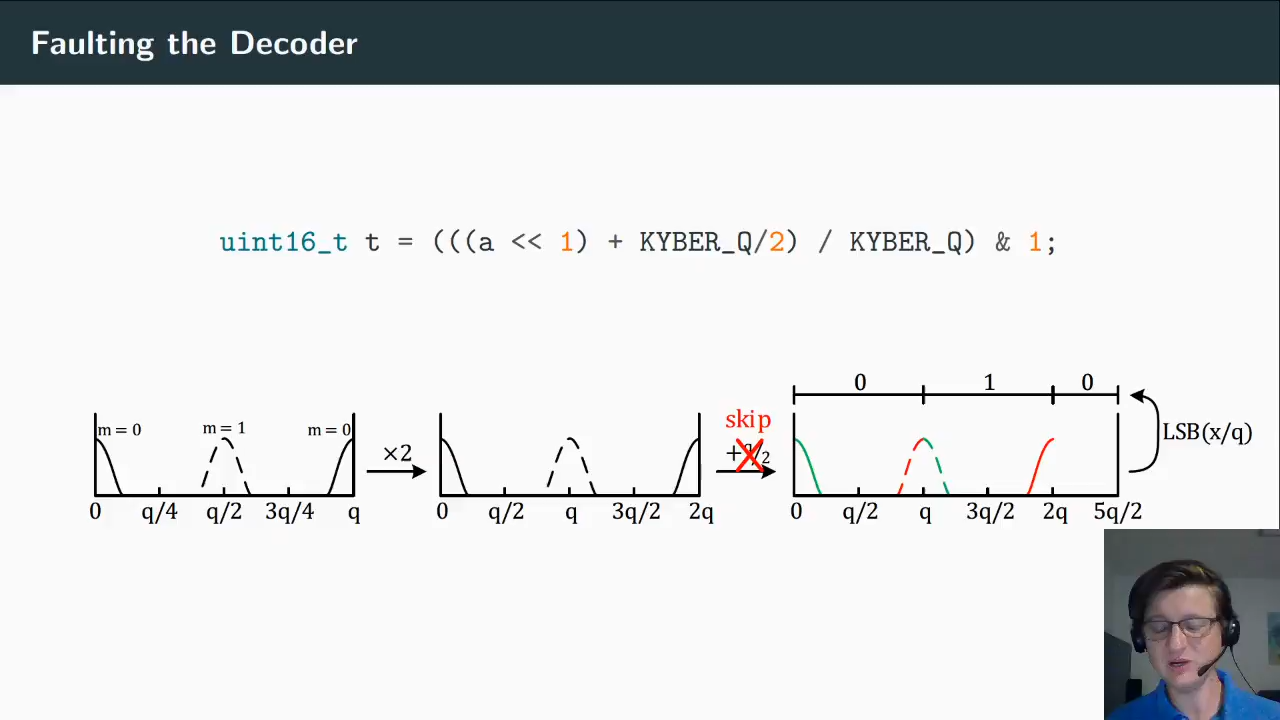 Faulting the Decoder
uint16_t t = (((a << 1) + KYBER_Q/2) / KYBER_Q) & 1;
0 1 0
m = 0 m = 1 m = 0
skip
×2 +q/2 LSB(x/q)
0 q/4 q/2 3q/4 q
0 q/2 q 3q/2 2q
0 q/2 q 3q/2 2q 5q/2